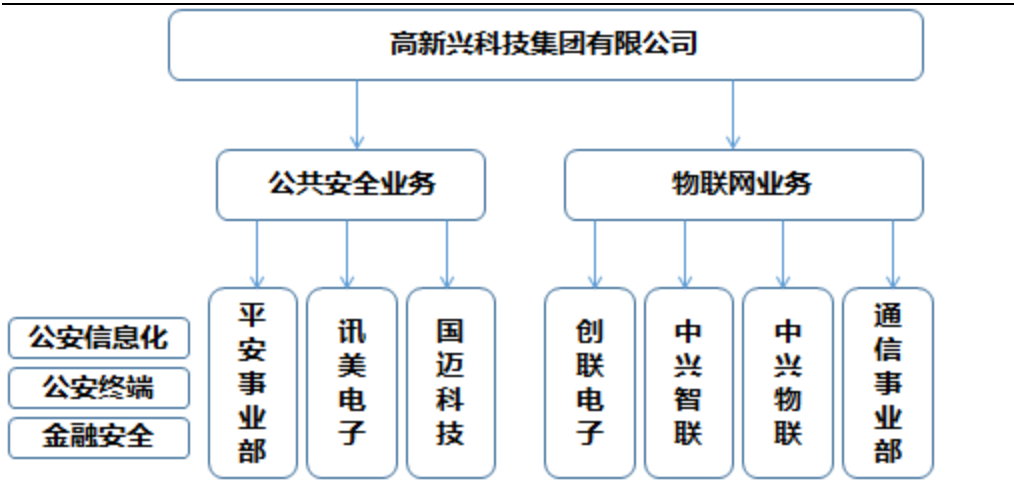 高新兴科技集团有限公司
公共安全业务
物联网业务
公安信息化
公安终端
金融安全
平安事业部
讯美电子
国迈科技
创联电子
中兴智联
中兴物联
通信事业部